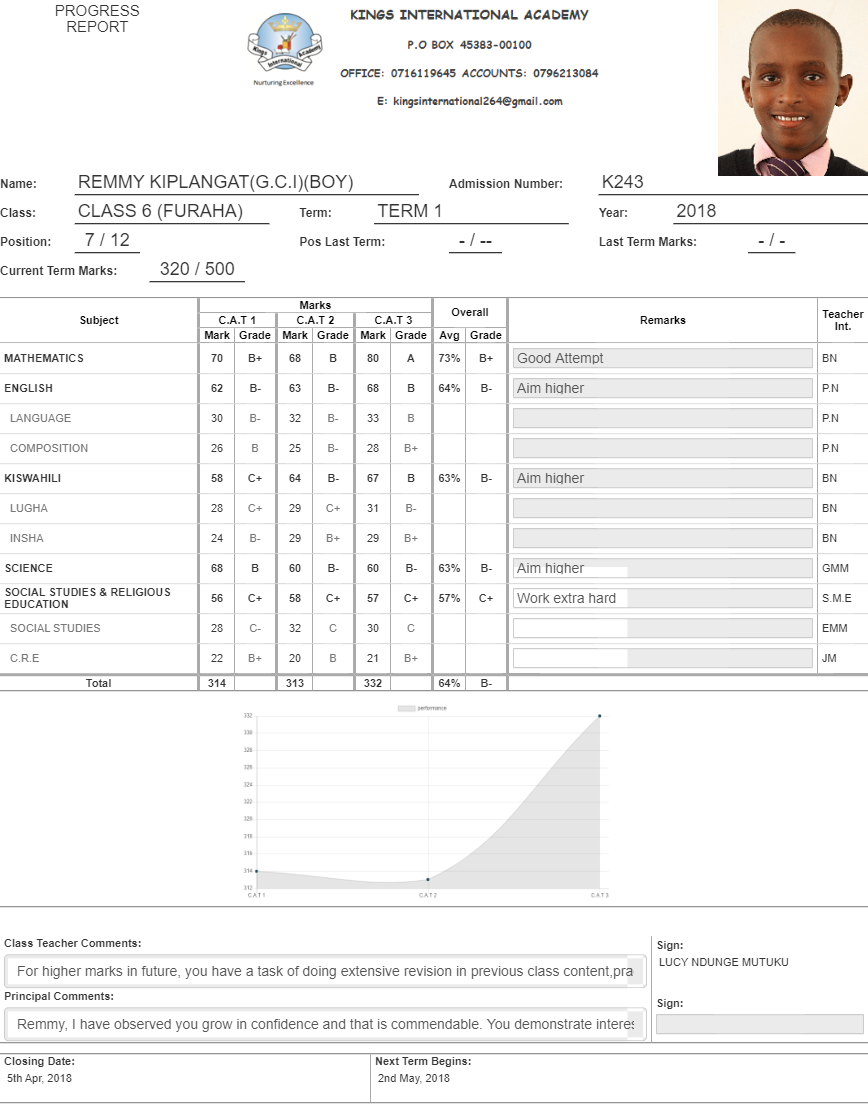 PROGRESS
REPORT
KINGS INTERNATIONAL ACADEMY
P.O BOX 45383-00100
OFFICE: 0716119645 ACCOUNTS: 0796213084
E: kingsinternational264@gmail.com
Kings International Academy
Nurturing Excellence
Name: REMMY KIPLANGAT(G.C.I)(BOY) Admission Number: K243
Class: CLASS 6 (FURAHA) Term: TERM 1 Year: 2018
Position: 7 / 12 Pos Last Term: - / -- Last Term Marks: - / -
Current Term Marks: 320 / 500
Subject Marks Overall Remarks Teacher Int.
C.A.T 1 C.A.T 2 C.A.T 3
Mark Grade Mark Grade Mark Grade Avg Grade
MATHEMATICS 70 B+ 68 B 80 A 73% B+ Good Attempt BN
ENGLISH 62 B- 63 B- 68 B 64% B- Aim higher P.N
LANGUAGE 30 B- 32 B- 33 B P.N
COMPOSITION 26 B 25 B- 28 B+ P.N
KISWAHILI 58 C+ 64 B- 67 B 63% B- Aim higher BN
LUGHA 28 C+ 29 C+ 31 B- BN
INSHA 24 B- 29 B+ 29 B+ BN
SCIENCE 68 B 60 B- 60 B- 63% B- Aim higher GMM
SOCIAL STUDIES & RELIGIOUS EDUCATION 56 C+ 58 C+ 57 C+ 57% C+ Work extra hard S.M.E
SOCIAL STUDIES 28 C- 32 C 30 C EMM
C.R.E 22 B+ 20 B 21 B+ JM
Total 314 313 332 64% B-
performance
332
330
328
326
324
322
320
318
316
314
312
CAT1 CAT2 CAT3
Class Teacher Comments:
For higher marks in future, you have a task of doing extensive revision in previous class content,pra
Sign:
LUCY NDUNGE MUTUKU
Principal Comments:
Remmy, I have observed you grow in confidence and that is commendable. You demonstrate interes
Sign:
Closing Date: Next Term Begins:
5th Apr, 2018 2nd May, 2018